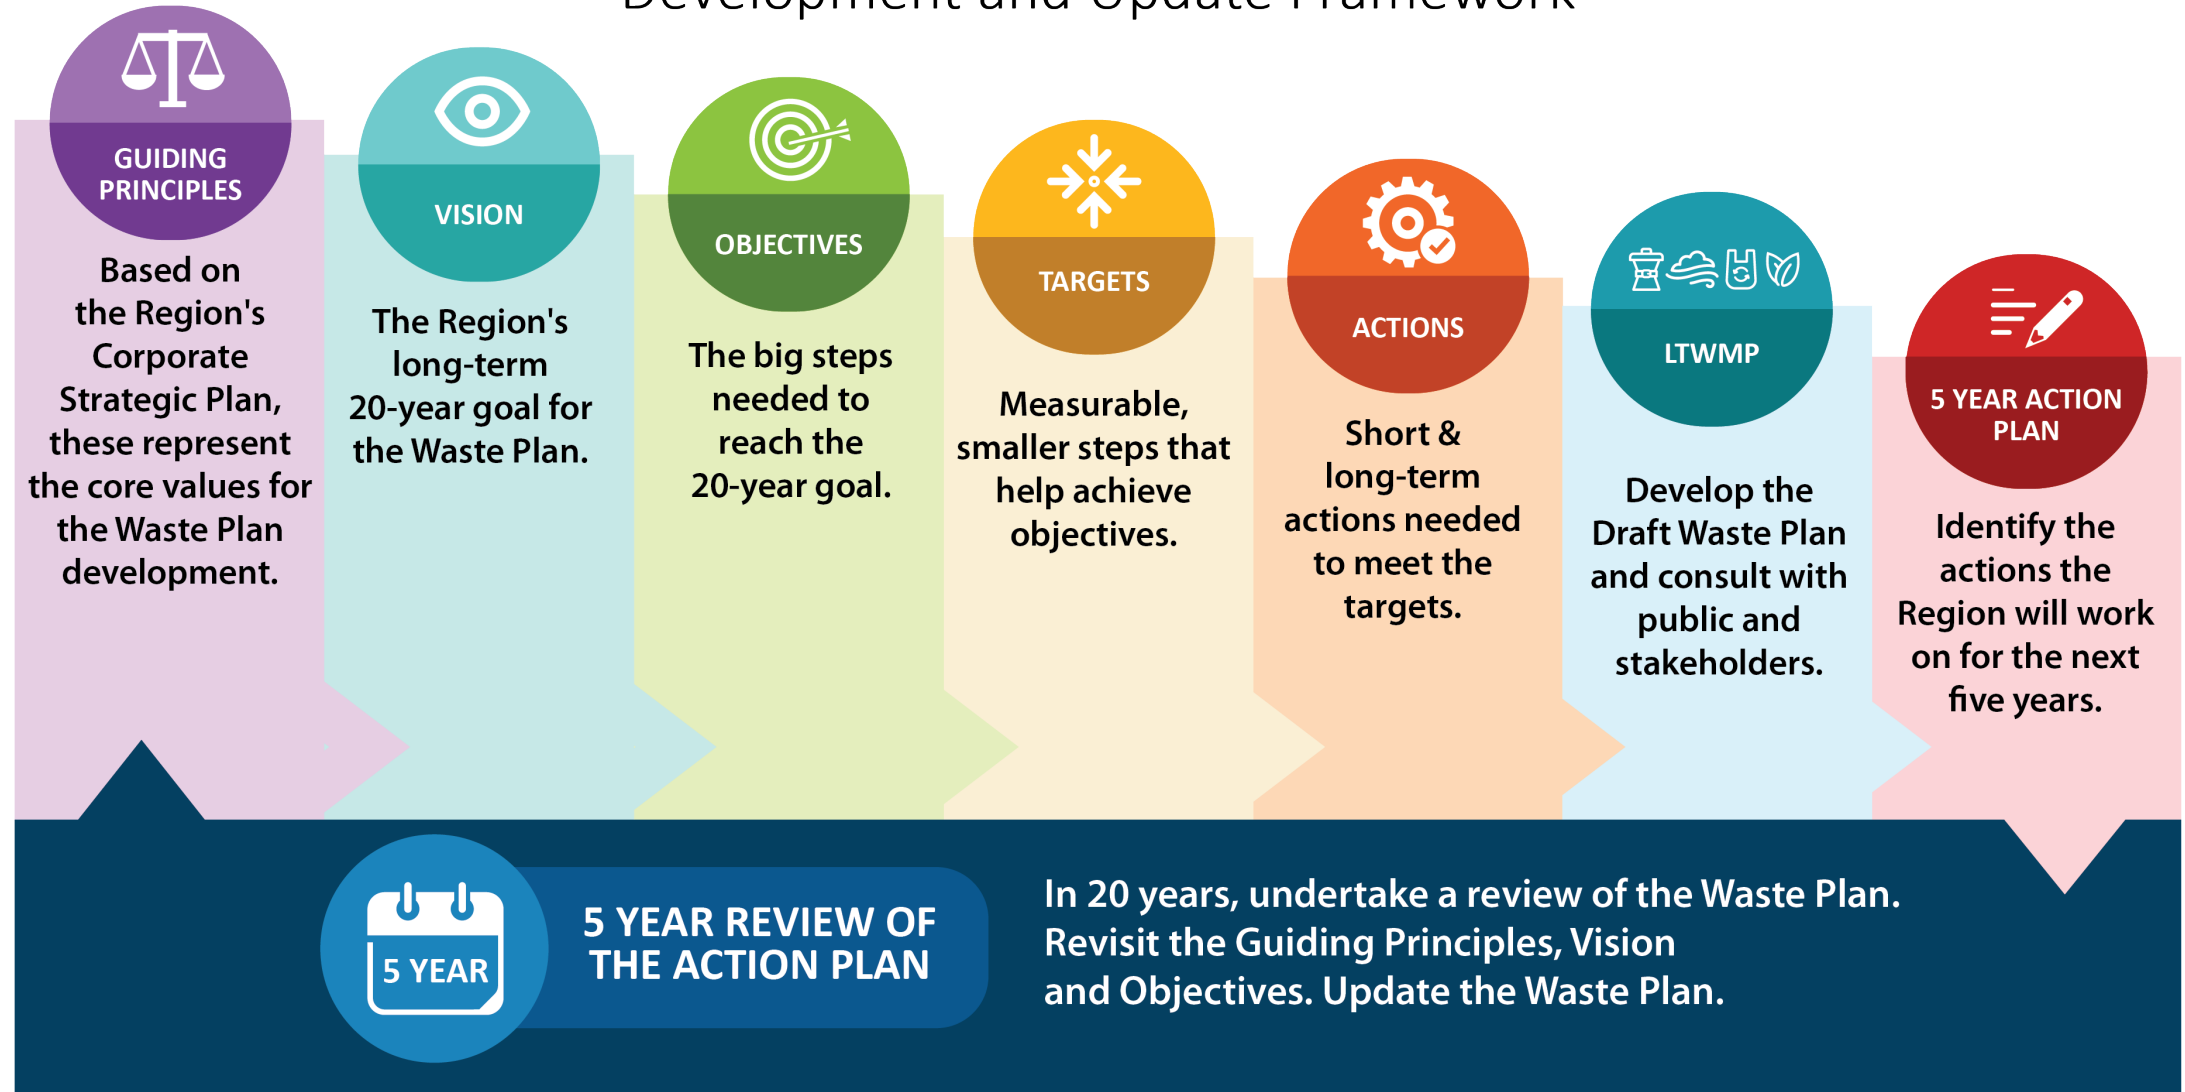 Development and Update Framework
GUIDING
PRINCIPLES
Based on
the Region's
Corporate
Strategic Plan,
these represent
the core values for
the Waste Plan
development.
VISION
The Region's
long-term
20-year goal for
the Waste Plan.
OBJECTIVES
The big steps
needed to
reach the
20-year goal.
TARGETS
Measurable,
smaller steps that
help achieve
objectives.
ACTIONS
Short &
long-term
actions needed
to meet the
targets.
LTWMP
Develop the
Draft Waste Plan
and consult with
public and
stakeholders.
5 YEAR ACTION
PLAN
Identify the
actions the
Region will work
on for the next
five years.
5 YEAR
5 YEAR REVIEW OF
THE ACTION PLAN
In 20 years, undertake a review of the Waste Plan.
Revisit the Guiding Principles, Vision
and Objectives. Update the Waste Plan.